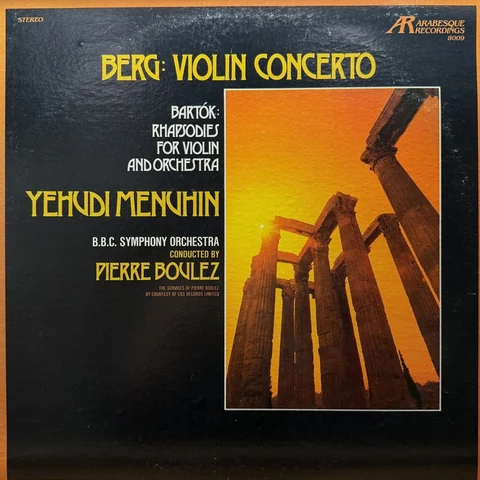 STEREO
AR ARABESQUE
RECORDINGS
8009
BERG: VIOLIN CONCERTO
BARTÓK:
RHAPSODIES
FOR VIOLIN
AND ORCHESTRA
YEHUDI MENUHIN
B.B.C. SYMPHONY ORCHESTRA
CONDUCTED BY
PIERRE BOULEZ
THE SERVICES OF PIERRE BOULEZ
BY COURTESY OF CBS RECORDS LIMITED